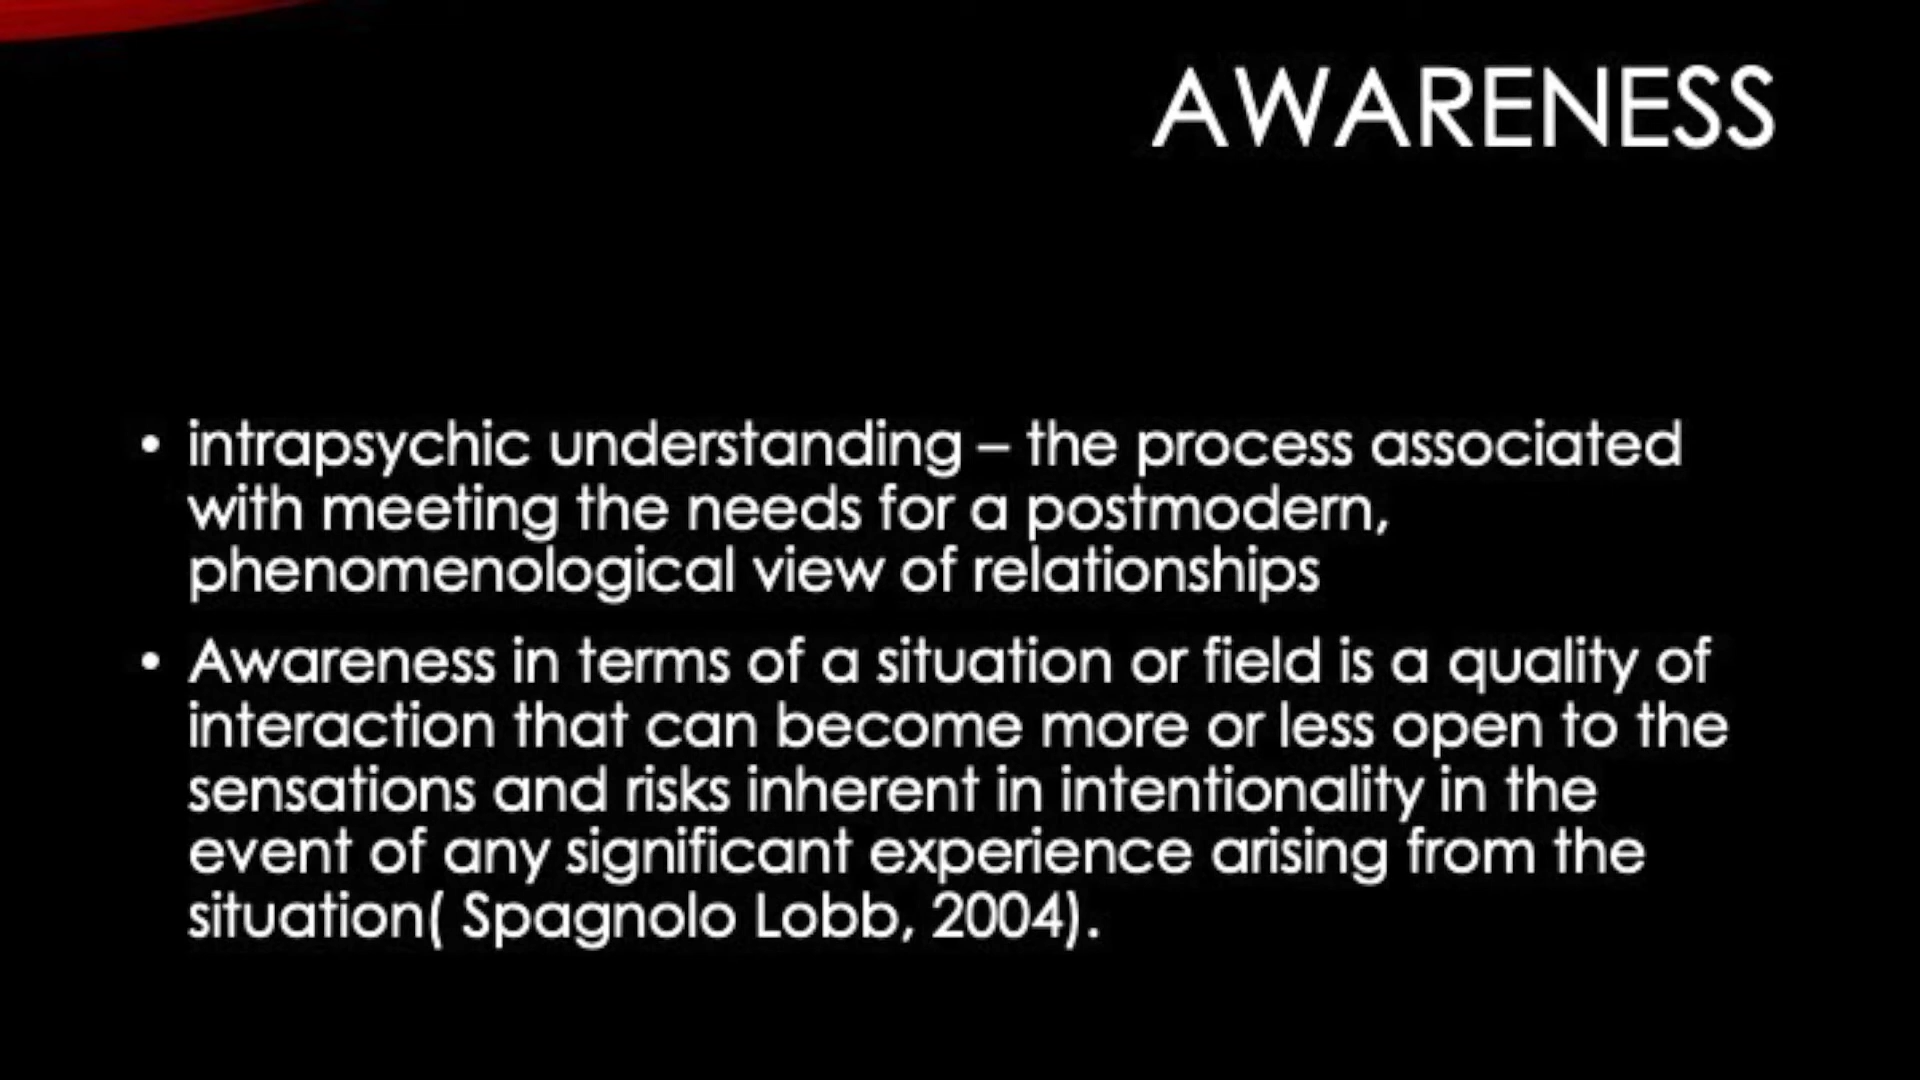 AWARENESS
• intrapsychic understanding – the process associated
with meeting the needs for a postmodern,
phenomenological view of relationships
• Awareness in terms of a situation or field is a quality of
interaction that can become more or less open to the
sensations and risks inherent in intentionality in the
event of any significant experience arising from the
situation( Spagnolo Lobb, 2004).